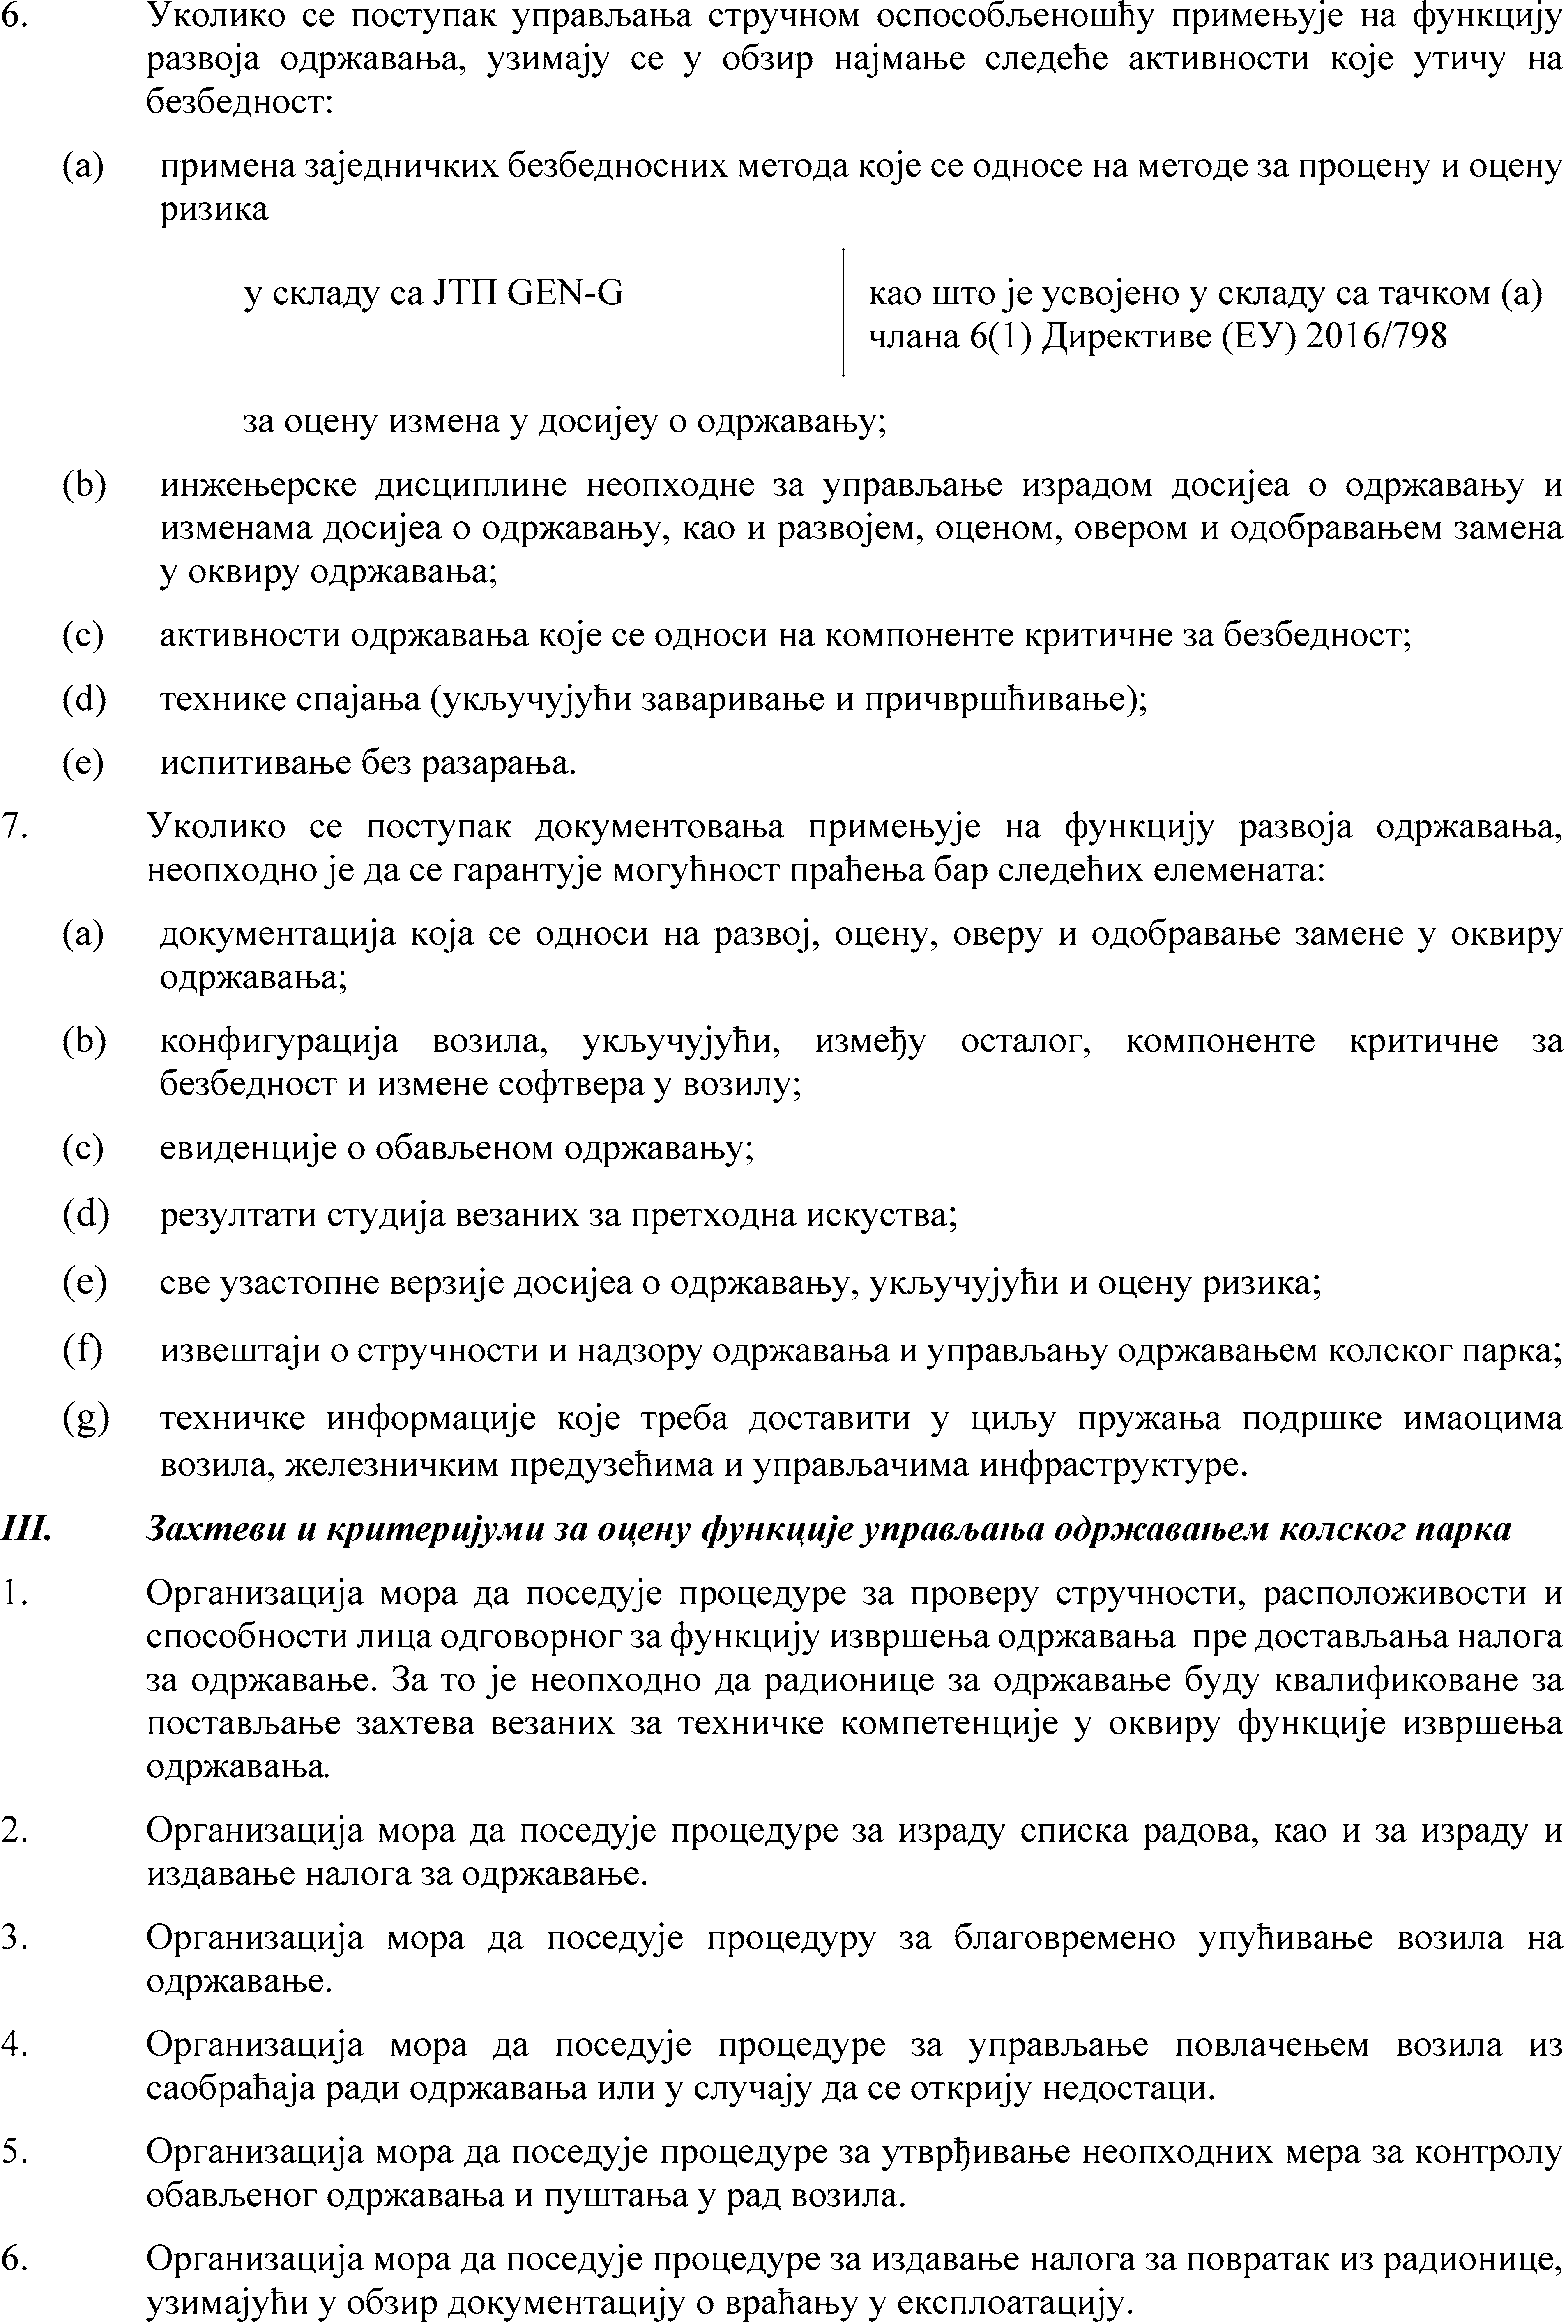 6. Уколико се поступак управљања стручном оспособљеношћу примењује на функцију
развоја одржавања, узимају се у обзир најмање следеће активности које утичу на
безбедност:
(a) примена заједничких безбедносних метода које се односе на методе за процену и оцену
ризика
у складу са ЈТП GEN-G
као што је усвојено у складу са тачком (а)
члана 6(1) Директиве (ЕУ) 2016/798
за оцену измена у досијеу о одржавању;
(b) инжењерске дисциплине неопходне за управљање израдом досијеа о одржавању и
изменама досијеа о одржавању, као и развојем, оценом, овером и одобравањем замена
у оквиру одржавања;
(c) активности одржавања које се односи на компоненте критичне за безбедност;
(d) технике спајања (укључујући заваривање и причвршћивање);
(e) испитивање без разарања.
7. Уколико се поступак документовања примењује на функцију развоја одржавања,
неопходно је да се гарантује могућност праћења бар следећих елемената:
(a) документација која се односи на развој, оцену, оверу и одобравање замене у оквиру
одржавања;
(b) конфигурација возила, укључујући, између осталог, компоненте критичне за
безбедност и измене софтвера у возилу;
(c) евиденције о обављеном одржавању;
(d) резултати студија везаних за претходна искуства;
(e) све узастопне верзије досијеа о одржавању, укључујући и оцену ризика;
(f) извештаји о стручности и надзору одржавања и управљању одржавањем колског парка;
(g) техничке информације које треба доставити у циљу пружања подршке имаоцима
возила, железничким предузећима и управљачима инфраструктуре.
III. Захтеви и критеријуми за оцену функције управљања одржавањем колског парка
1. Организација мора да поседује процедуре за проверу стручности, расположивости и
способности лица одговорног за функцију извршења одржавања пре достављања налога
за одржавање. За то је неопходно да радионице за одржавање буду квалификоване за
постављање захтева везаних за техничке компетенције у оквиру функције извршења
одржавања.
2. Организација мора да поседује процедуре за израду списка радова, као и за израду и
издавање налога за одржавање.
3. Организација мора да поседује процедуру за благовремено упућивање возила на
одржавање.
4. Организација мора да поседује процедуре за управљање повлачењем возила из
саобраћаја ради одржавања или у случају да се открију недостаци.
5. Организација мора да поседује процедуре за утврђивање неопходних мера за контролу
обављеног одржавања и пуштања у рад возила.
6. Организација мора да поседује процедуре за издавање налога за повратак из радионице,
узимајући у обзир документацију о враћању у експлоатацију.